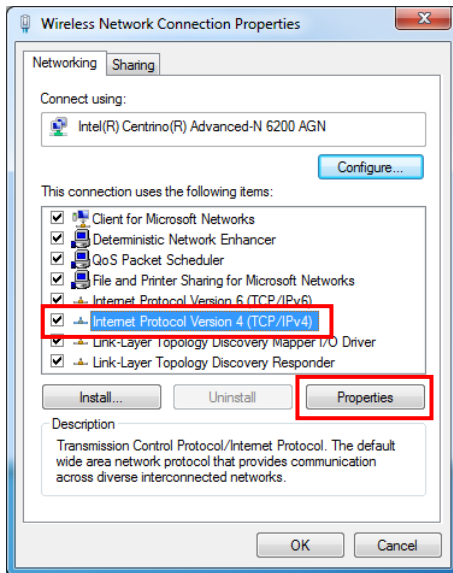 Wireless Network Connection Properties
Networking
Sharing
Connect using:
Intel(R) Centrino(R) Advanced-N 6200 AGN
Configure...
This connection uses the following items:
Client for Microsoft Networks
Deterministic Network Enhancer
QoS Packet Scheduler
File and Printer Sharing for Microsoft Networks
Internet Protocol Version 6 (TCP/IPv6)
Internet Protocol Version 4 (TCP/IPv4)
Link-Layer Topology Discovery Mapper I/O Driver
Link-Layer Topology Discovery Responder
Install...
Uninstall
Properties
Description
Transmission Control Protocol/Internet Protocol. The default
wide area network protocol that provides communication
across diverse interconnected networks.
OK
Cancel